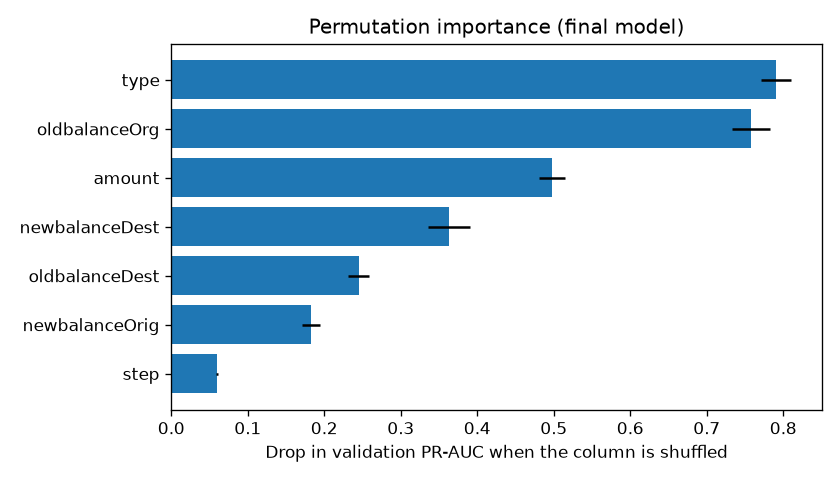 Permutation importance (final model)
type
oldbalanceOrg
amount
newbalanceDest
oldbalanceDest
newbalanceOrig
step
0.0 0.1 0.2 0.3 0.4 0.5 0.6 0.7 0.8
Drop in validation PR-AUC when the column is shuffled